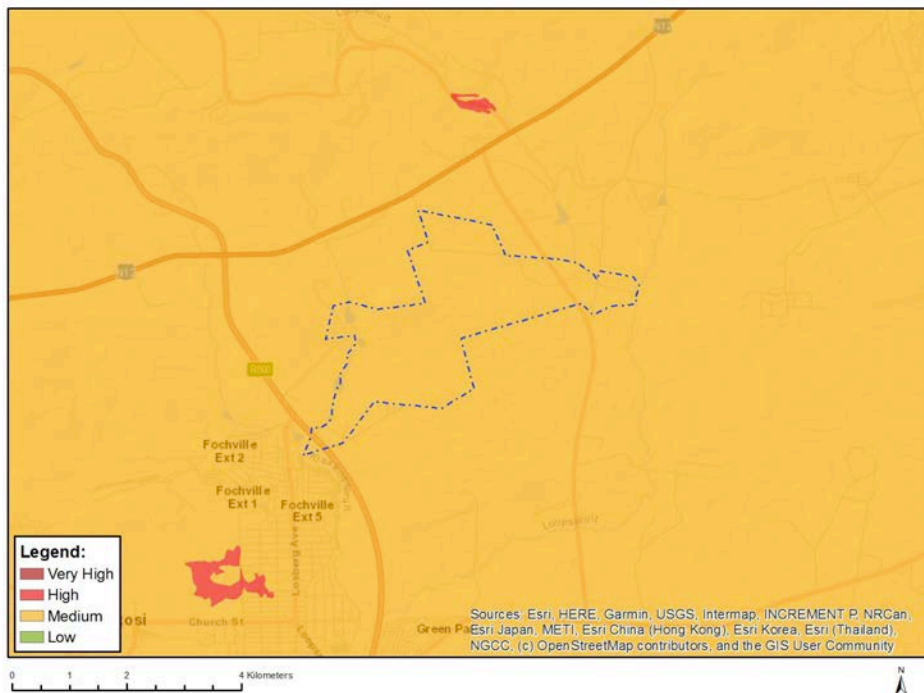 N12
N12
R500
Fochville
Ext 2
Fochville
Ext 1
Fochville
Ext 5
Losberg Ave
Church St
Legend:
Very High
High
Medium
Low
Sources: Esri, HERE, Garmin, USGS, Intermap, INCREMENT P, NRCan,
Esri Japan, METI, Esri China (Hong Kong), Esri Korea, Esri (Thailand),
NGCC, (c) OpenStreetMap contributors, and the GIS User Community
0 1 2 4 Kilometers
N